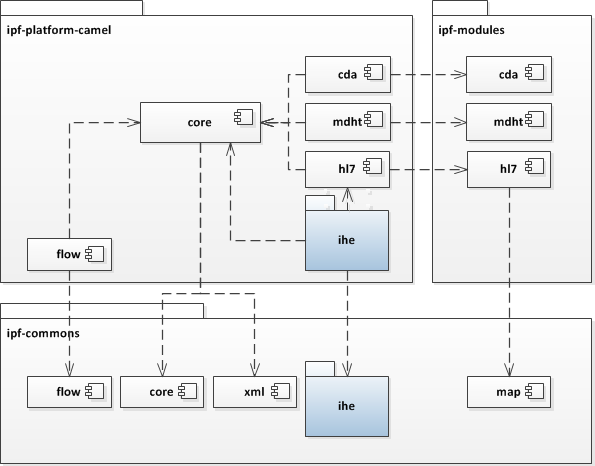 ipf-platform-camel
ipf-modules
cda
cda
core
mdht
mdht
hl7
hl7
ihe
flow
ipf-commons
flow
core
xml
ihe
map